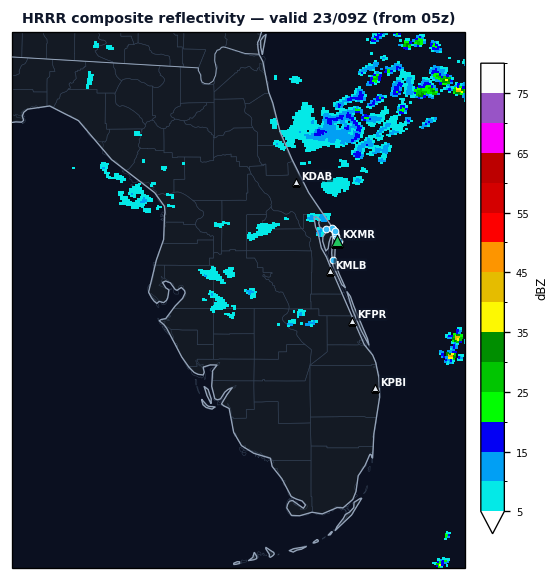 HRRR composite reflectivity — valid 23/09Z (from 05z)
KDAB
KXMR
KMLB
KFPR
KPBI
75
65
55
45
35
25
15
5
dBZ